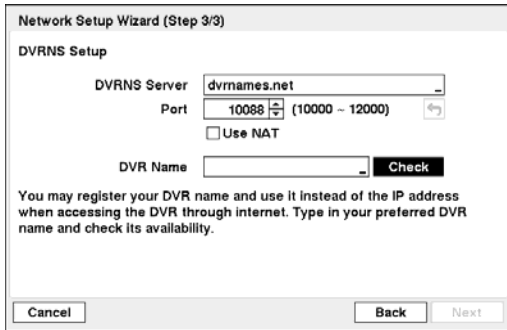 Network Setup Wizard (Step 3/3)
DVRNS Setup
DVRNS Server dvrnames.net
Port 10088 (10000 ~ 12000)
Use NAT
DVR Name Check
You may register your DVR name and use it instead of the IP address
when accessing the DVR through internet. Type in your preferred DVR
name and check its availability.
Cancel Back Next